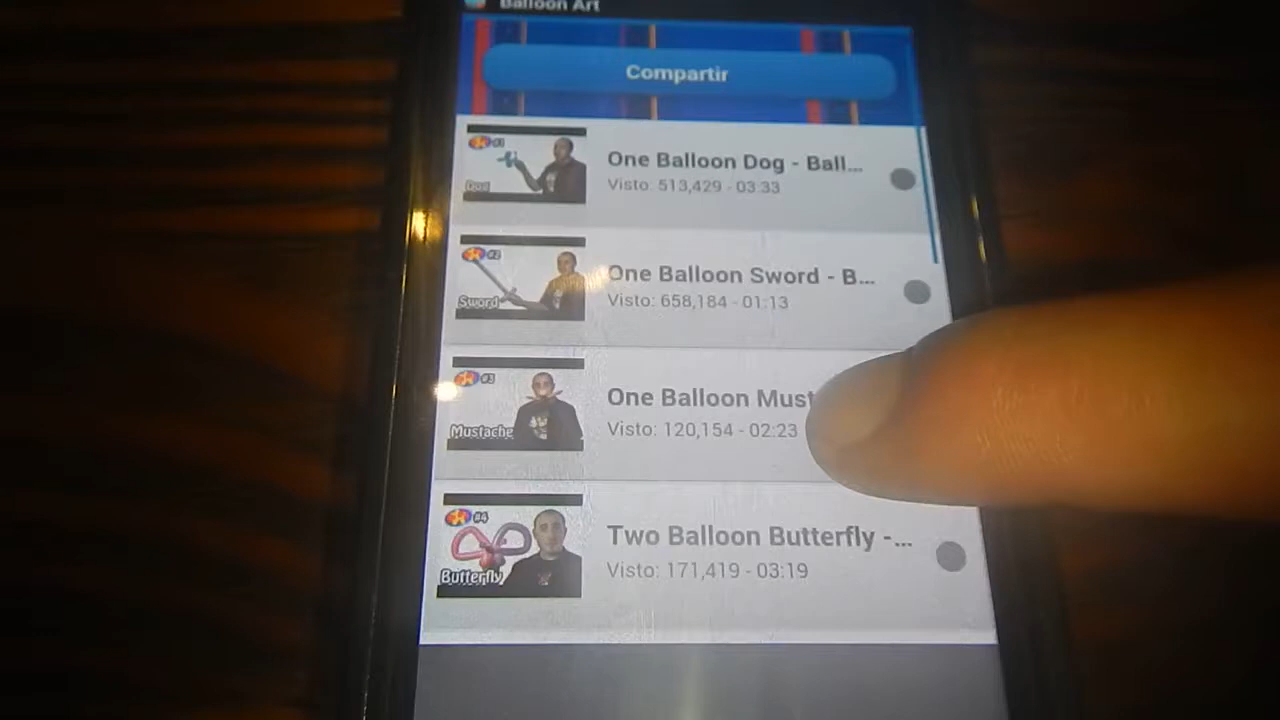 Balloon Art
Compartir
#1
Dog
One Balloon Dog - Ball...
Visto: 513,429 - 03:33
#2
Sword
One Balloon Sword - B...
Visto: 658,184 - 01:13
#3
Mustache
One Balloon Must
Visto: 120,154 - 02:23
#4
Butterfly
Two Balloon Butterfly -...
Visto: 171,419 - 03:19